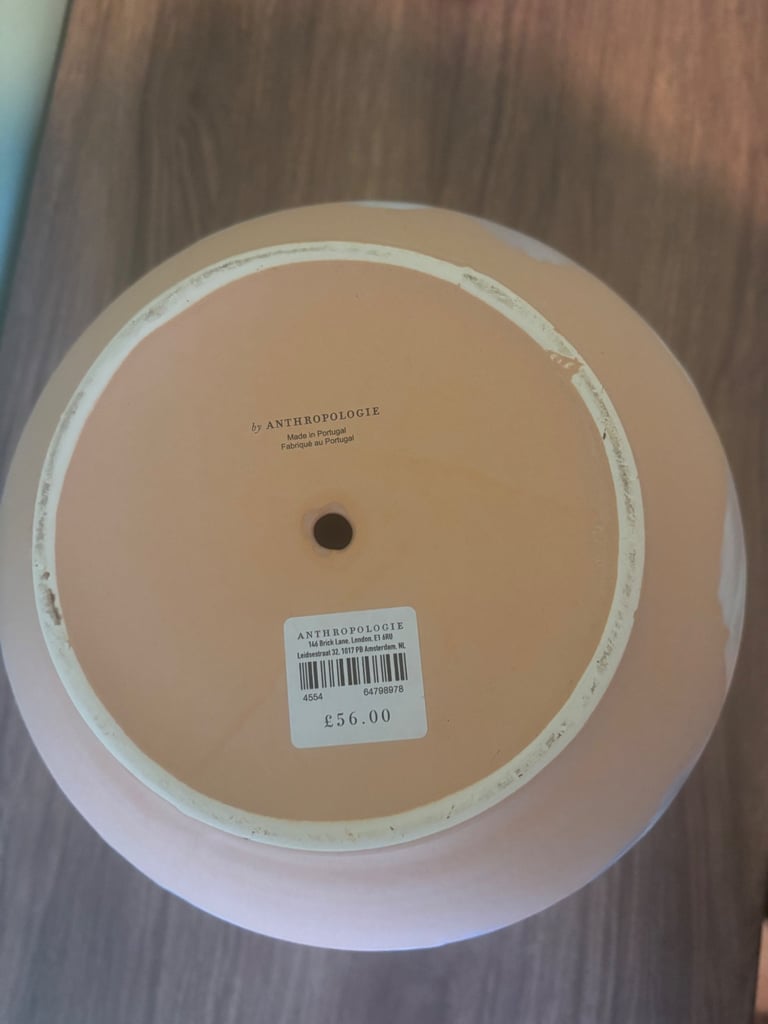 by ANTHROPOLOGIE
Made in Portugal
Fabriqué au Portugal
ANTHROPOLOGIE
146 Brick Lane, London, E1 6RU
Leidsestraat 32, 1017 PB Amsterdam, NL
4554 64798978
£56.00